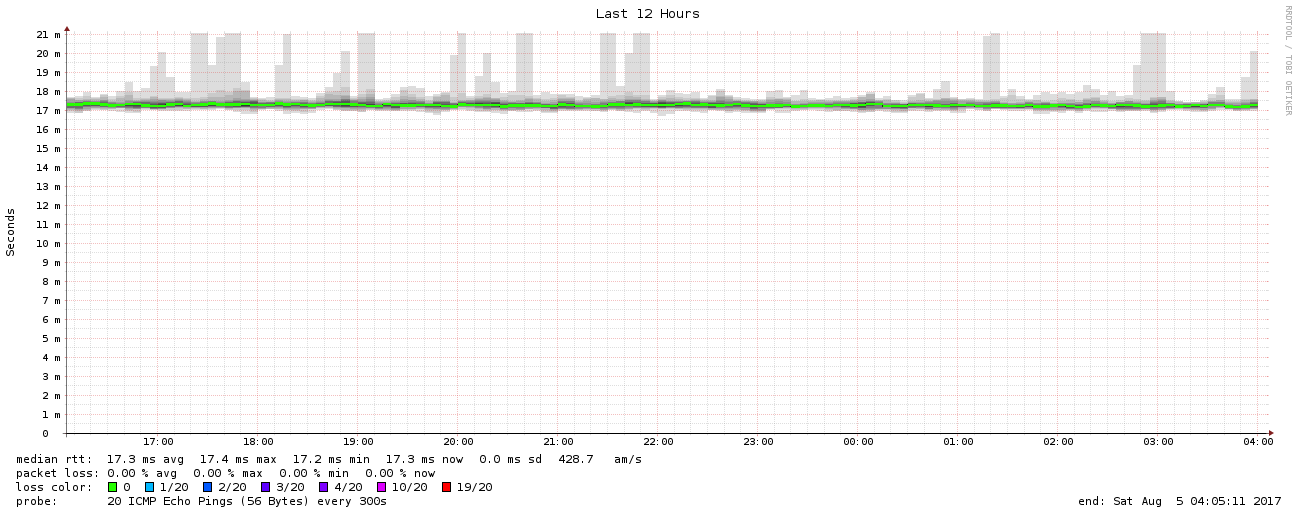 Last 12 Hours
RRDTOOL / TOBI OETIKER
21 m
20 m
19 m
18 m
17 m
16 m
15 m
14 m
13 m
12 m
11 m
10 m
9 m
8 m
7 m
6 m
5 m
4 m
3 m
2 m
1 m
0
Seconds
17:00 18:00 19:00 20:00 21:00 22:00 23:00 00:00 01:00 02:00 03:00 04:00
median rtt: 17.3 ms avg 17.4 ms max 17.2 ms min 17.3 ms now 0.0 ms sd 428.7 am/s
packet loss: 0.00 % avg 0.00 % max 0.00 % min 0.00 % now
loss color: 0 1/20 2/20 3/20 4/20 10/20 19/20
probe: 20 ICMP Echo Pings (56 Bytes) every 300s end: Sat Aug 5 04:05:11 2017